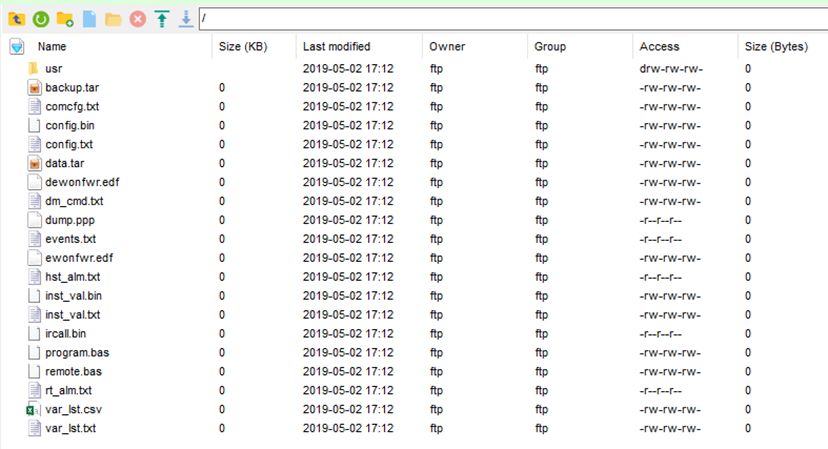 /
Name Size (KB) Last modified Owner Group Access Size (Bytes)
usr 2019-05-02 17:12 ftp ftp drw-rw-rw- 0
backup.tar 0 2019-05-02 17:12 ftp ftp -rw-rw-rw- 0
comcfg.txt 0 2019-05-02 17:12 ftp ftp -rw-rw-rw- 0
config.bin 0 2019-05-02 17:12 ftp ftp -rw-rw-rw- 0
config.txt 0 2019-05-02 17:12 ftp ftp -rw-rw-rw- 0
data.tar 0 2019-05-02 17:12 ftp ftp -rw-rw-rw- 0
dewonfwr.edf 0 2019-05-02 17:12 ftp ftp -rw-rw-rw- 0
dm_cmd.txt 0 2019-05-02 17:12 ftp ftp -rw-rw-rw- 0
dump.ppp 0 2019-05-02 17:12 ftp ftp -r--r--r-- 0
events.txt 0 2019-05-02 17:12 ftp ftp -r--r--r-- 0
ewonfwr.edf 0 2019-05-02 17:12 ftp ftp -rw-rw-rw- 0
hst_alm.txt 0 2019-05-02 17:12 ftp ftp -r--r--r-- 0
inst_val.bin 0 2019-05-02 17:12 ftp ftp -rw-rw-rw- 0
inst_val.txt 0 2019-05-02 17:12 ftp ftp -rw-rw-rw- 0
ircall.bin 0 2019-05-02 17:12 ftp ftp -r--r--r-- 0
program.bas 0 2019-05-02 17:12 ftp ftp -rw-rw-rw- 0
remote.bas 0 2019-05-02 17:12 ftp ftp -rw-rw-rw- 0
rt_alm.txt 0 2019-05-02 17:12 ftp ftp -r--r--r-- 0
var_lst.csv 0 2019-05-02 17:12 ftp ftp -rw-rw-rw- 0
var_lst.txt 0 2019-05-02 17:12 ftp ftp -rw-rw-rw- 0